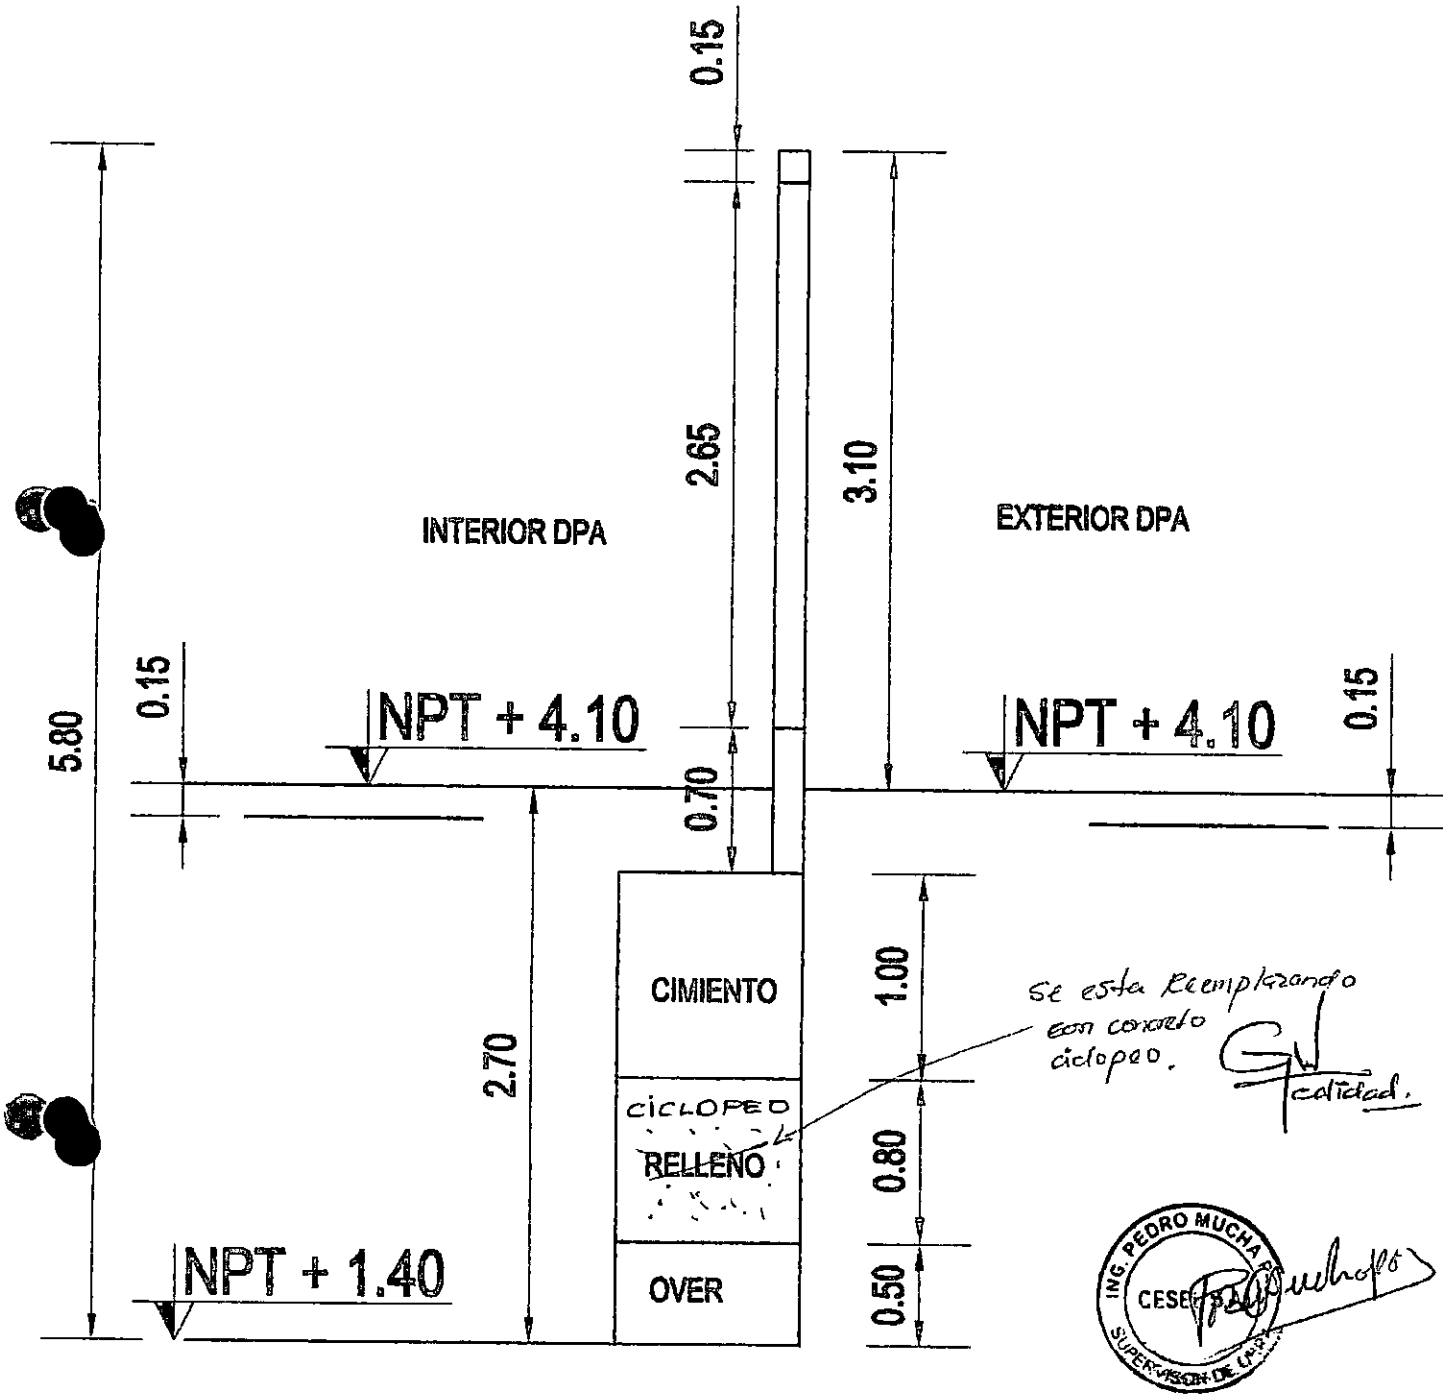 0.15
5.80
2.65
3.10
INTERIOR DPA
EXTERIOR DPA
0.15
NPT + 4.10
0.70
NPT + 4.10
0.15
2.70
CIMIENTO
1.00
se esta Reemplazando
con concreto
ciclopeo.
calidad.
CICLOPEO
RELLENO
0.80
NPT + 1.40
OVER
0.50
ING. PEDRO MUCHA
SUPERVISOR DE